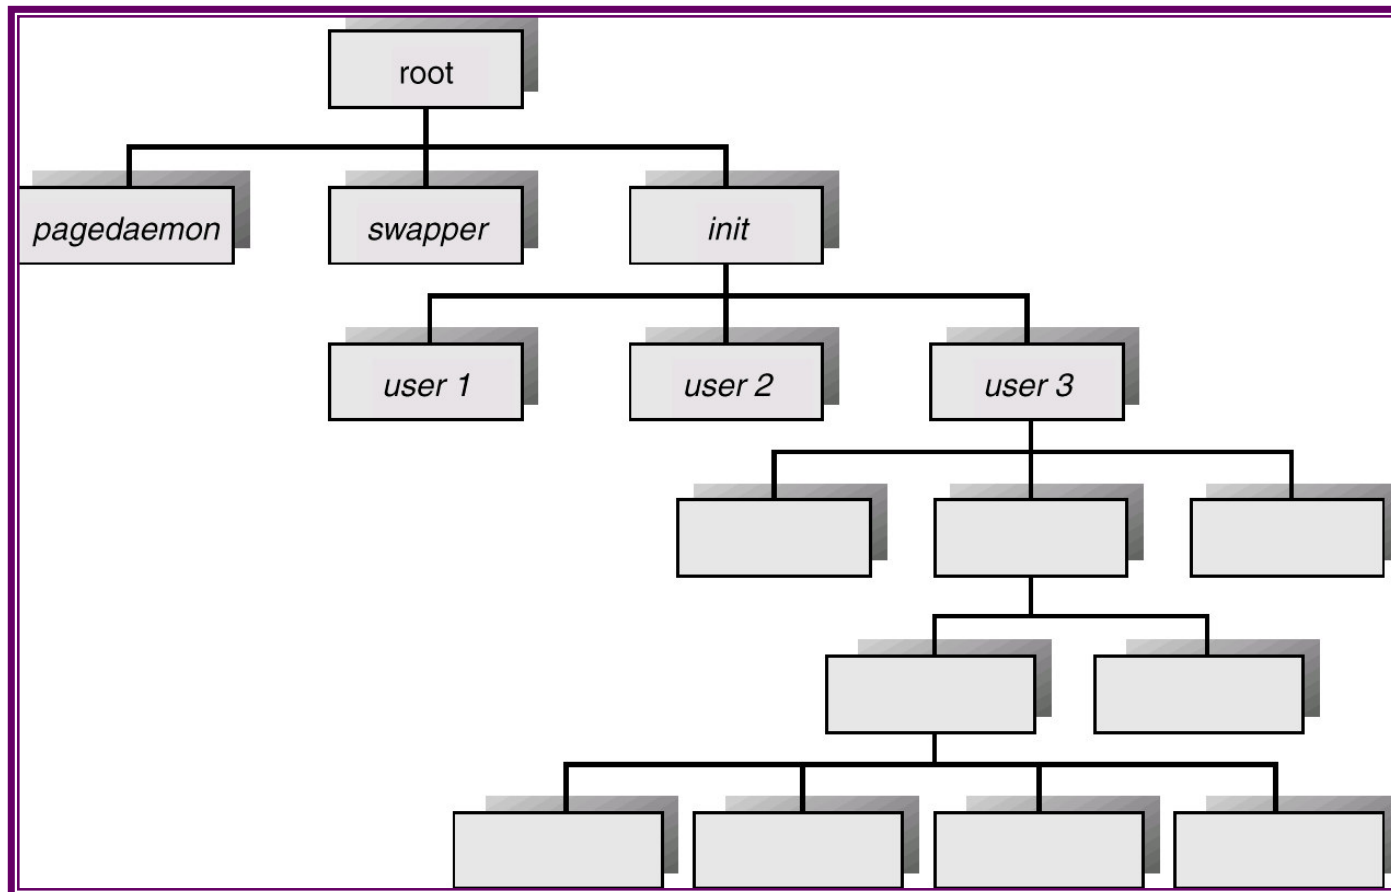 root
pagedaemon
swapper
init
user 1
user 2
user 3